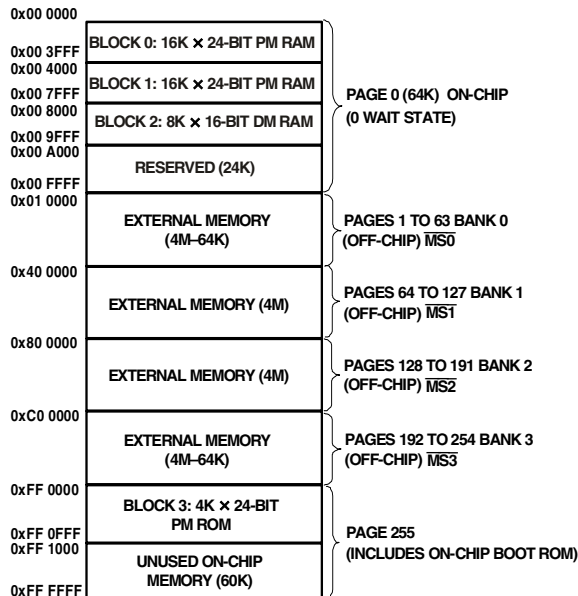 0x00 0000
BLOCK 0: 16K × 24-BIT PM RAM
0x00 3FFF
0x00 4000
BLOCK 1: 16K × 24-BIT PM RAM
0x00 7FFF
0x00 8000
BLOCK 2: 8K × 16-BIT DM RAM
0x00 9FFF
0x00 A000
RESERVED (24K)
0x00 FFFF
PAGE 0 (64K) ON-CHIP
(0 WAIT STATE)
0x01 0000
EXTERNAL MEMORY
(4M–64K)
PAGES 1 TO 63 BANK 0
(OFF-CHIP) MS0
0x40 0000
EXTERNAL MEMORY (4M)
PAGES 64 TO 127 BANK 1
(OFF-CHIP) MS1
0x80 0000
EXTERNAL MEMORY (4M)
PAGES 128 TO 191 BANK 2
(OFF-CHIP) MS2
0xC0 0000
EXTERNAL MEMORY
(4M–64K)
PAGES 192 TO 254 BANK 3
(OFF-CHIP) MS3
0xFF 0000
BLOCK 3: 4K × 24-BIT
PM ROM
0xFF 0FFF
0xFF 1000
UNUSED ON-CHIP
MEMORY (60K)
0xFF FFFF
PAGE 255
(INCLUDES ON-CHIP BOOT ROM)